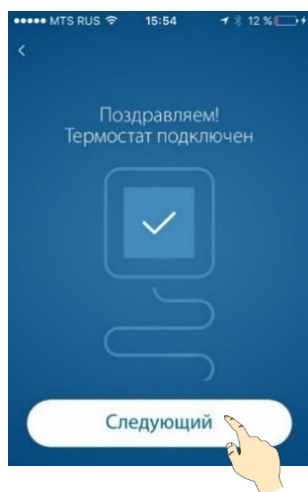 MTS RUS 15:54 12 %
Поздравляем!
Термостат подключен
Следующий